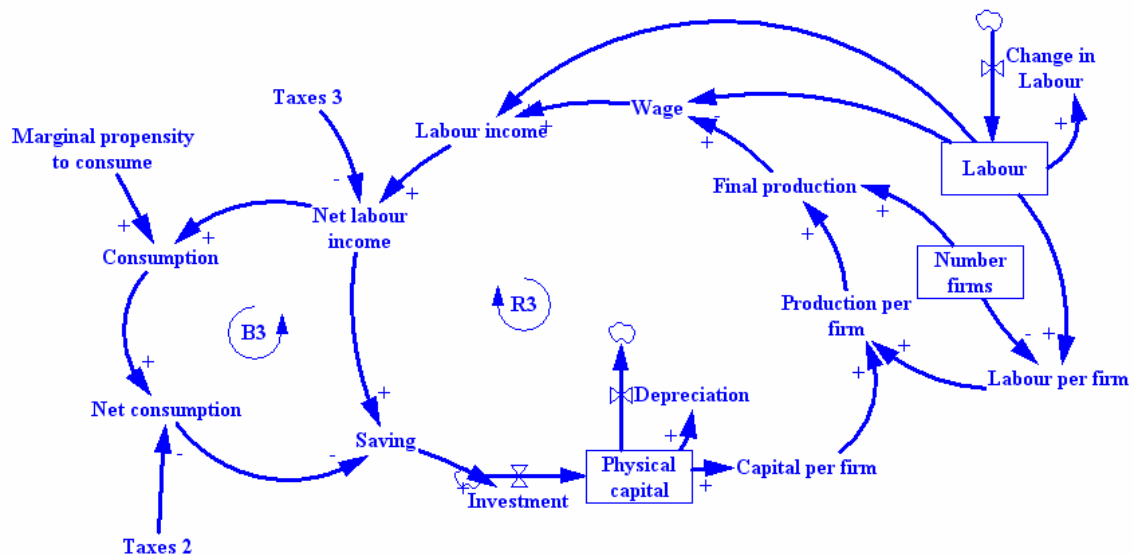 Change in
Labour
+
Taxes 3
Wage
-
+
Labour income
+
Marginal propensity
to consume
Labour
-
+
Final production
+
+
Net labour
income
+
+
Consumption
+
Number
firms
B3
R3
Production per
firm
-
+
+
+
Labour per firm
+
+
Depreciation
Net consumption
+
-
-
Saving
Physical
capital
Capital per firm
+
+
Investment
Taxes 2